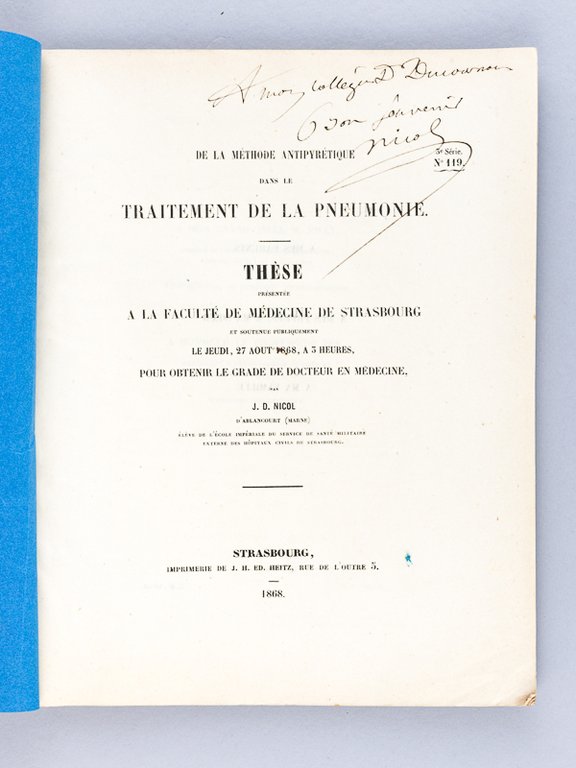 A mon collègue D
Bon souvenir
Nicol
3e Série.
N° 119.
DE LA MÉTHODE ANTIPYRÉTIQUE
DANS LE
TRAITEMENT DE LA PNEUMONIE.
THÈSE
PRÉSENTÉE
A LA FACULTÉ DE MÉDECINE DE STRASBOURG
ET SOUTENUE PUBLIQUEMENT
LE JEUDI, 27 AOUT 1868, A 3 HEURES,
POUR OBTENIR LE GRADE DE DOCTEUR EN MÉDECINE,
PAR
J. D. NICOL
D'ABLANCOURT (MARNE)
ÉLÈVE DE L'ÉCOLE IMPÉRIALE DU SERVICE DE SANTÉ MILITAIRE
EXTERNE DES HÔPITAUX CIVILS DE STRASBOURG.
STRASBOURG,
IMPRIMERIE DE J. H. ED. HEITZ, RUE DE L'OUTRE 5.
1868.